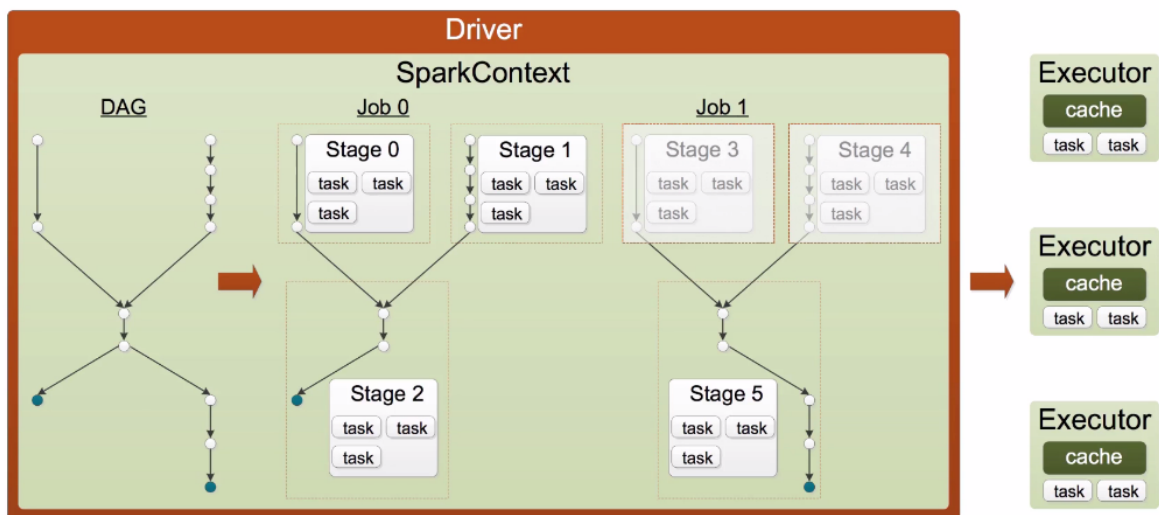 Driver
SparkContext
DAG
Job 0
Job 1
Stage 0
task task
task
Stage 1
task task
task
Stage 3
task task
task
Stage 4
task task
task
Stage 2
task task
task
Stage 5
task task
task
Executor
cache
task task
Executor
cache
task task
Executor
cache
task task